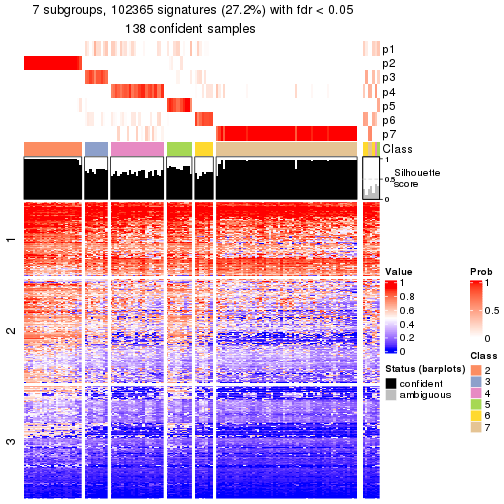 7 subgroups, 102365 signatures (27.2%) with fdr < 0.05
138 confident samples
p1
p2
p3
p4
p5
p6
p7
Class
1
0.5
0
Silhouette
score
1
2
3
Value
1
0.8
0.6
0.4
0.2
0
Prob
1
0.5
0
Status (barplots)
confident
ambiguous
Class
2
3
4
5
6
7